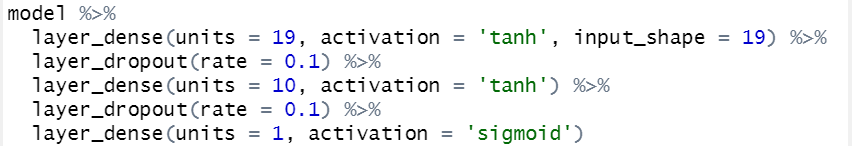 model %>%
  layer_dense(units = 19, activation = 'tanh', input_shape = 19) %>%
  layer_dropout(rate = 0.1) %>%
  layer_dense(units = 10, activation = 'tanh') %>%
  layer_dropout(rate = 0.1) %>%
  layer_dense(units = 1, activation = 'sigmoid')